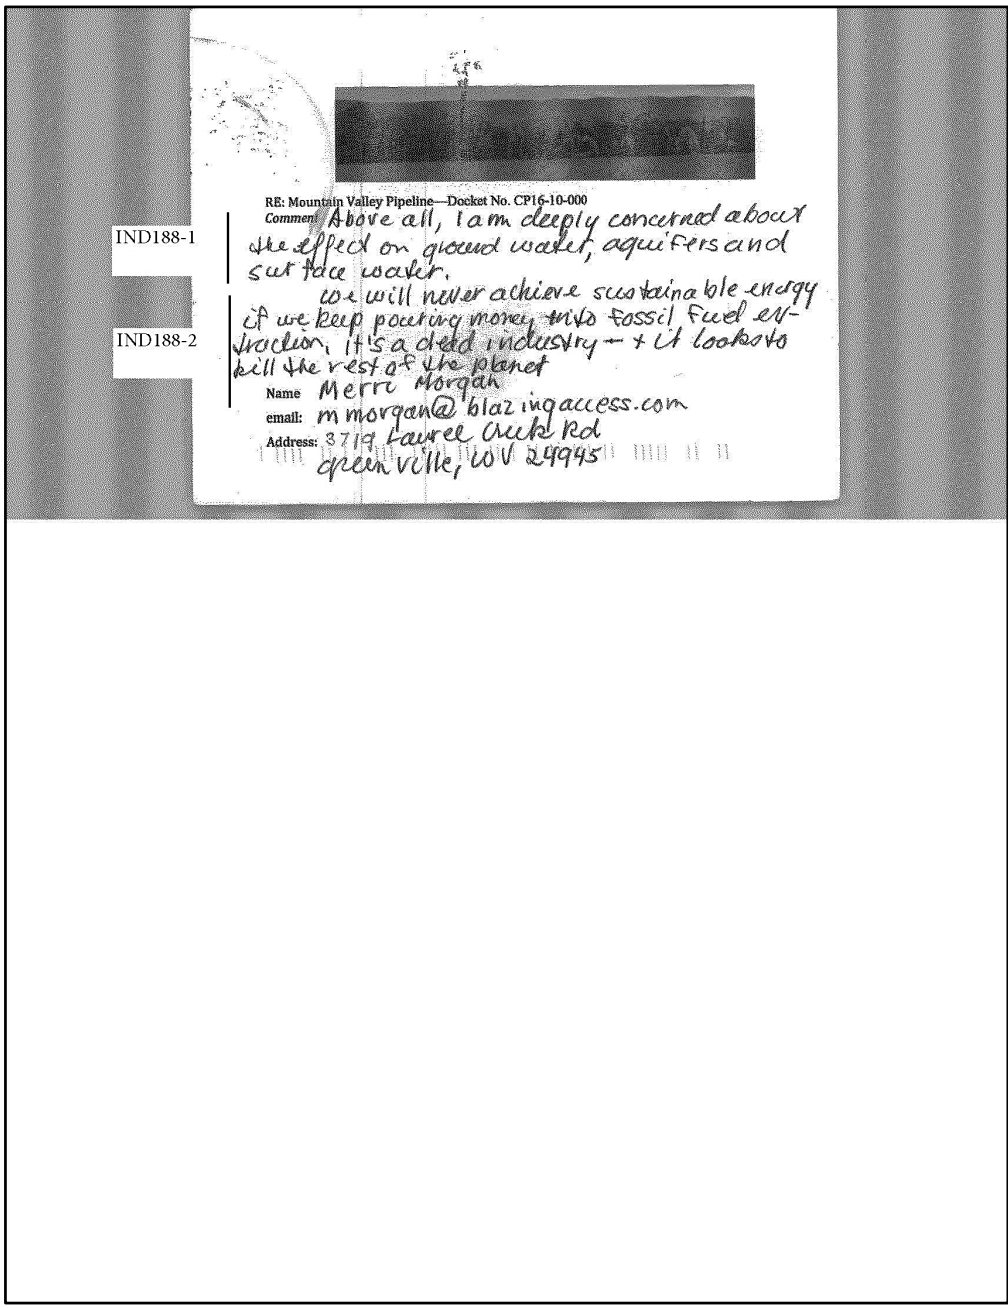 RE: Mountain Valley Pipeline—Docket No. CP16-10-000
Comment Above all, I am deeply concerned about
IND188-1
the effect on ground water, aquifers and
surface water.
we will never achieve sustainable energy
if we keep pouring money into fossil fuel ex-
IND188-2
traction, it's a dead industry – + it looks to
kill the rest of the planet
Name Merri Morgan
email: mmorgan@blazingaccess.com
Address: 3719 Laurel Creek Rd
Greenville, WV 24945